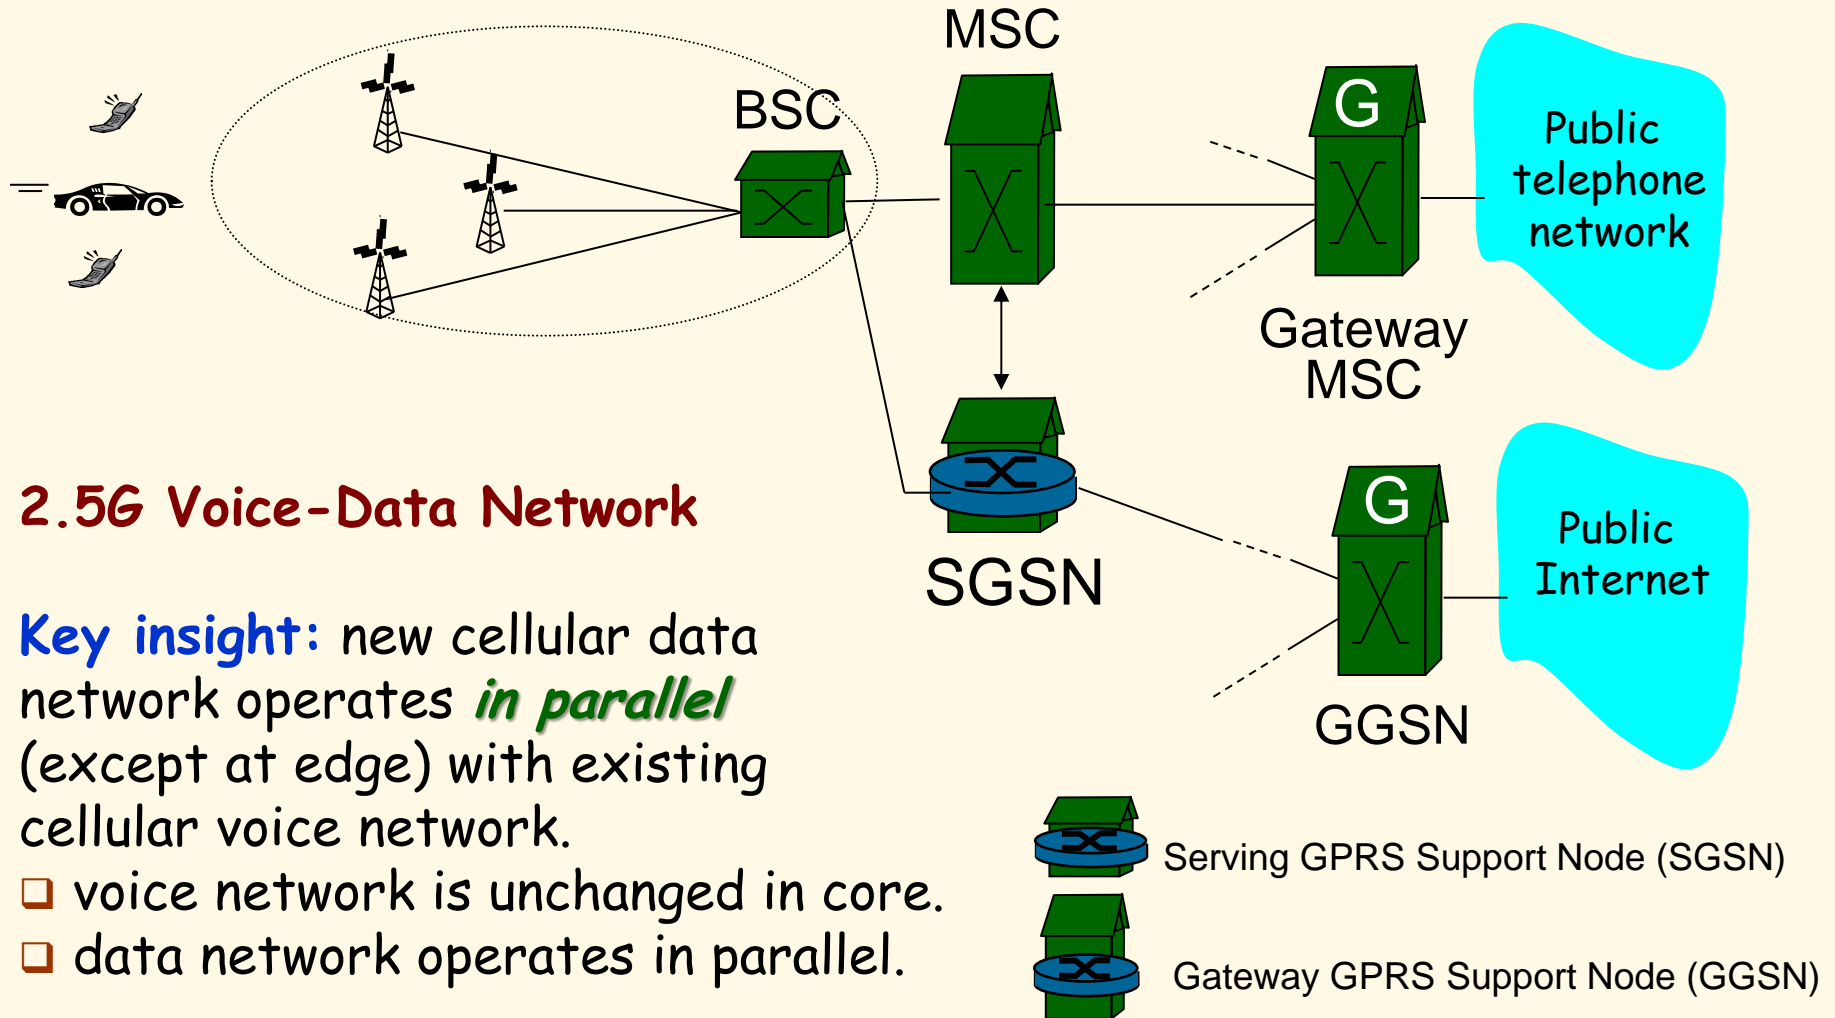 MSC
BSC
G
Public
telephone
network
Gateway
MSC
SGSN
G
Public
Internet
GGSN
2.5G Voice-Data Network
Key insight: new cellular data
network operates in parallel
(except at edge) with existing
cellular voice network.
voice network is unchanged in core.
data network operates in parallel.
Serving GPRS Support Node (SGSN)
Gateway GPRS Support Node (GGSN)